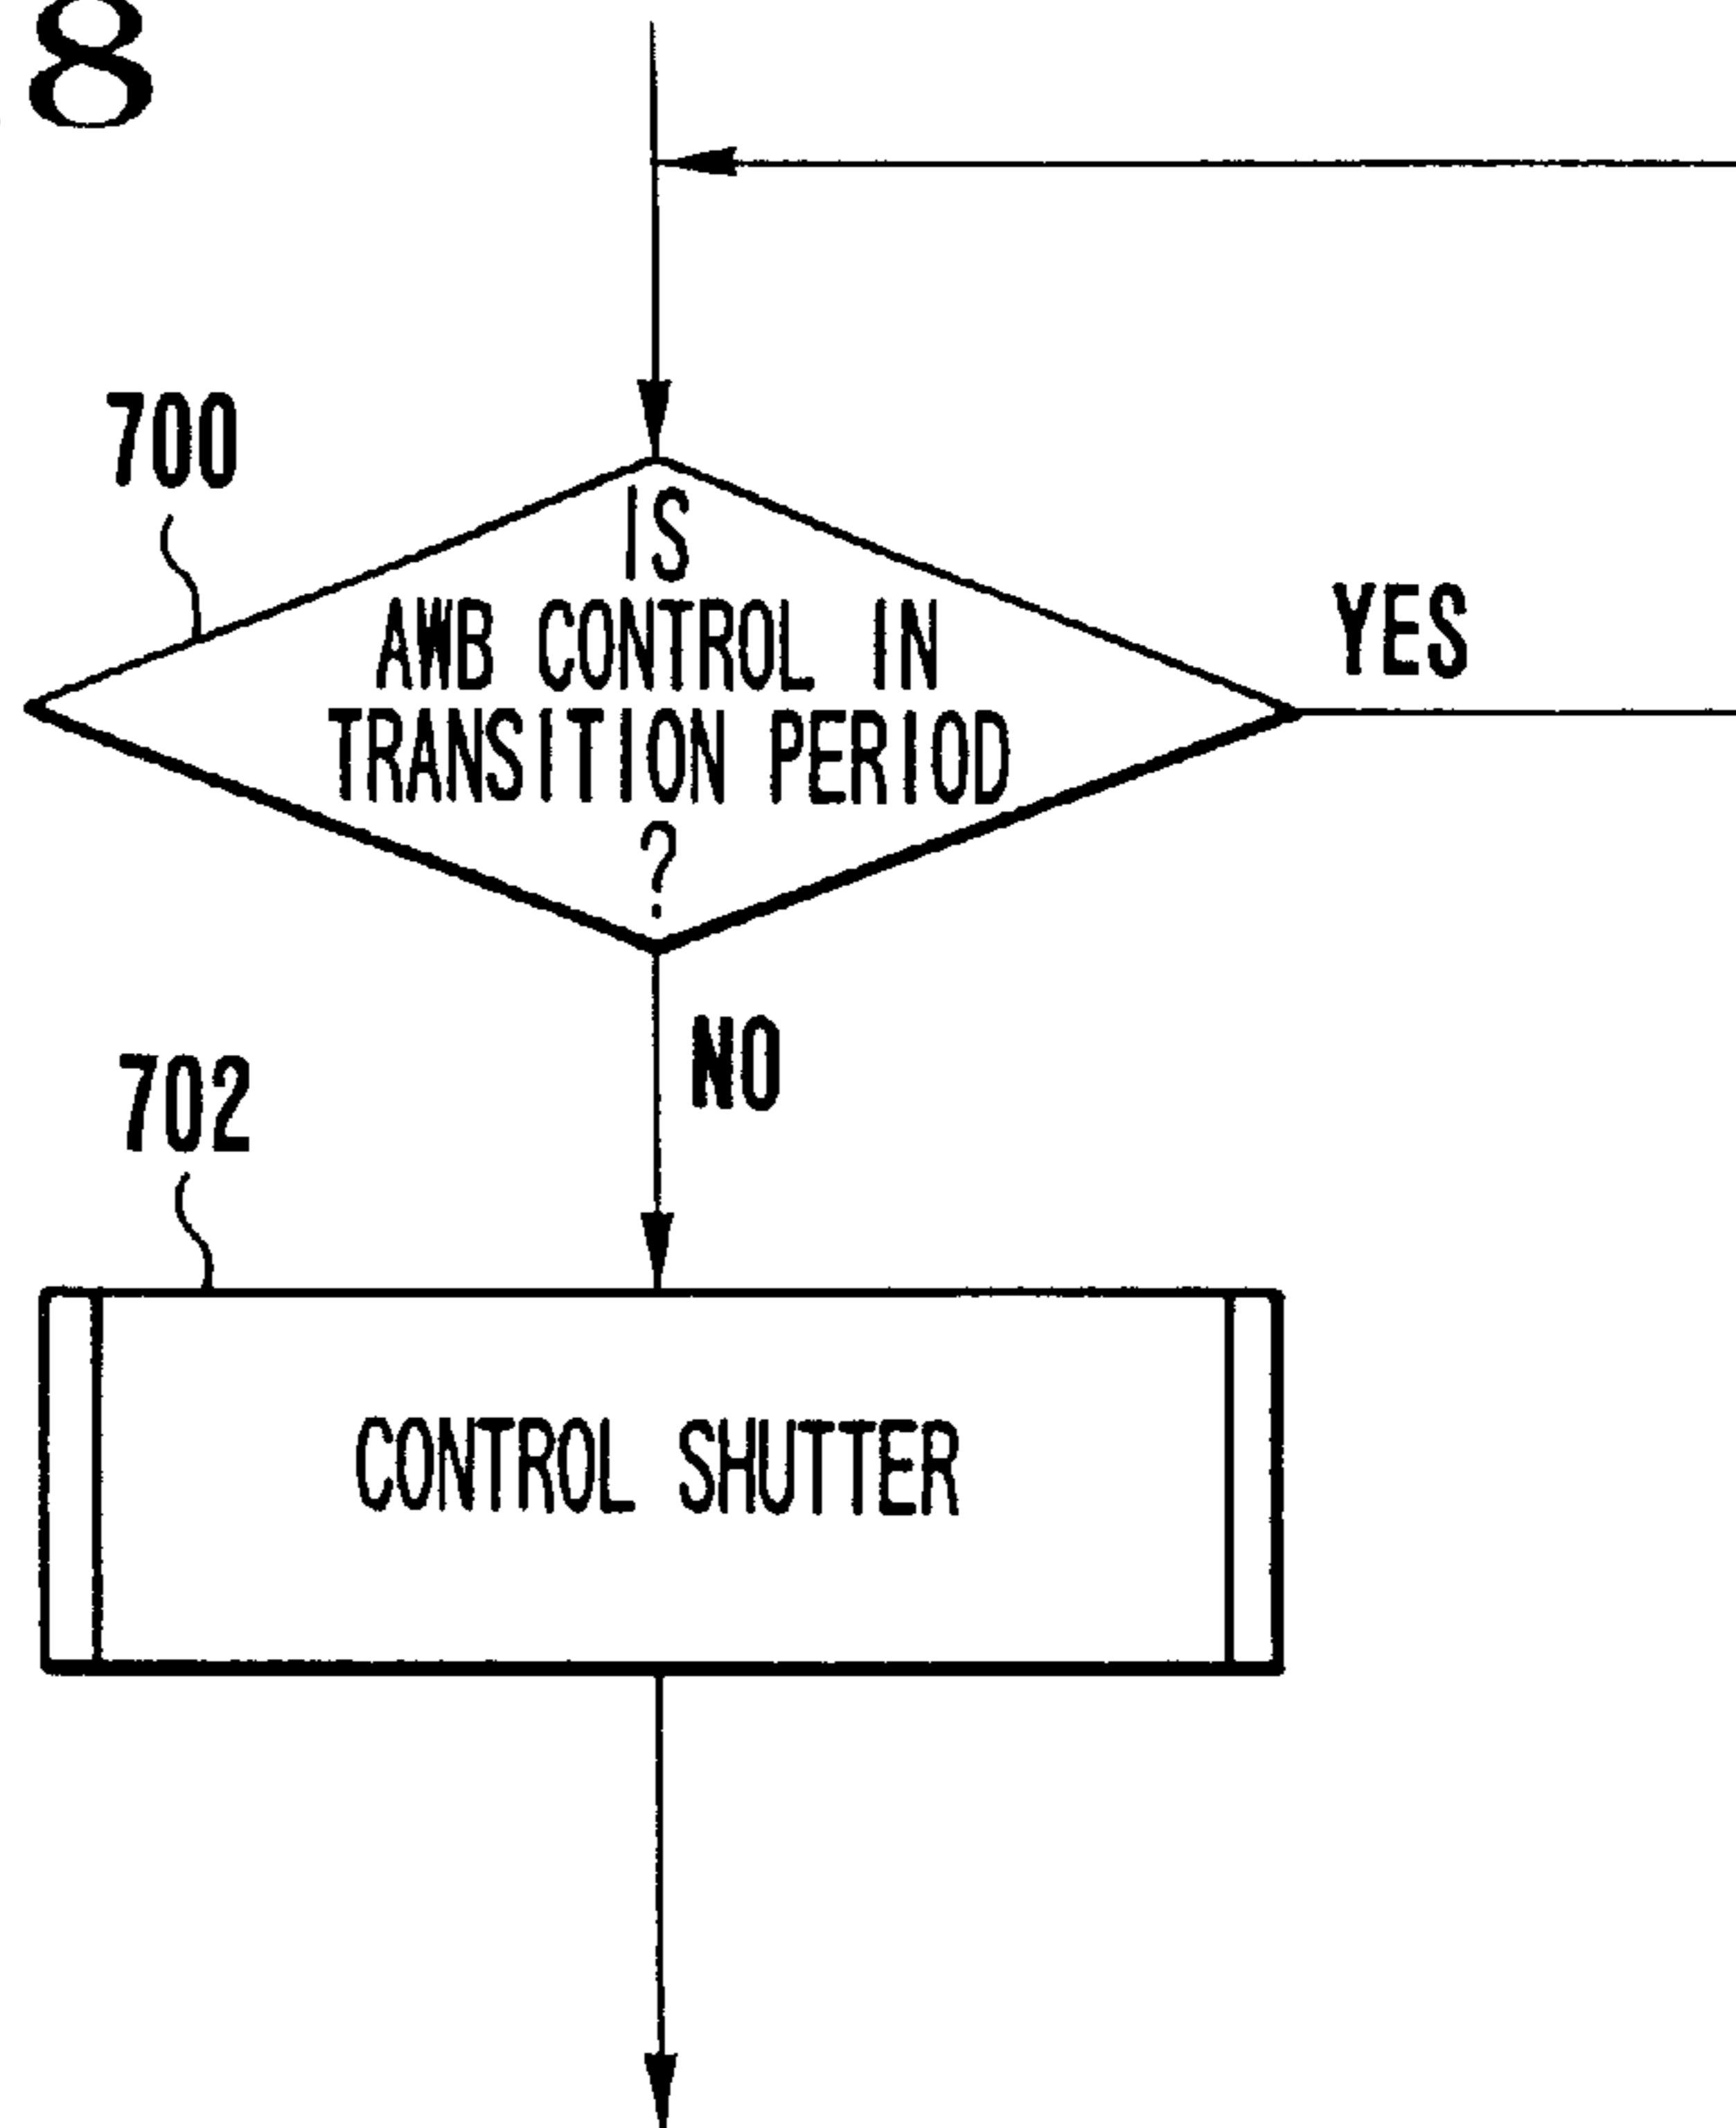 8
700
IS
AWB CONTROL IN
TRANSITION PERIOD
?
YES
NO
702
CONTROL SHUTTER